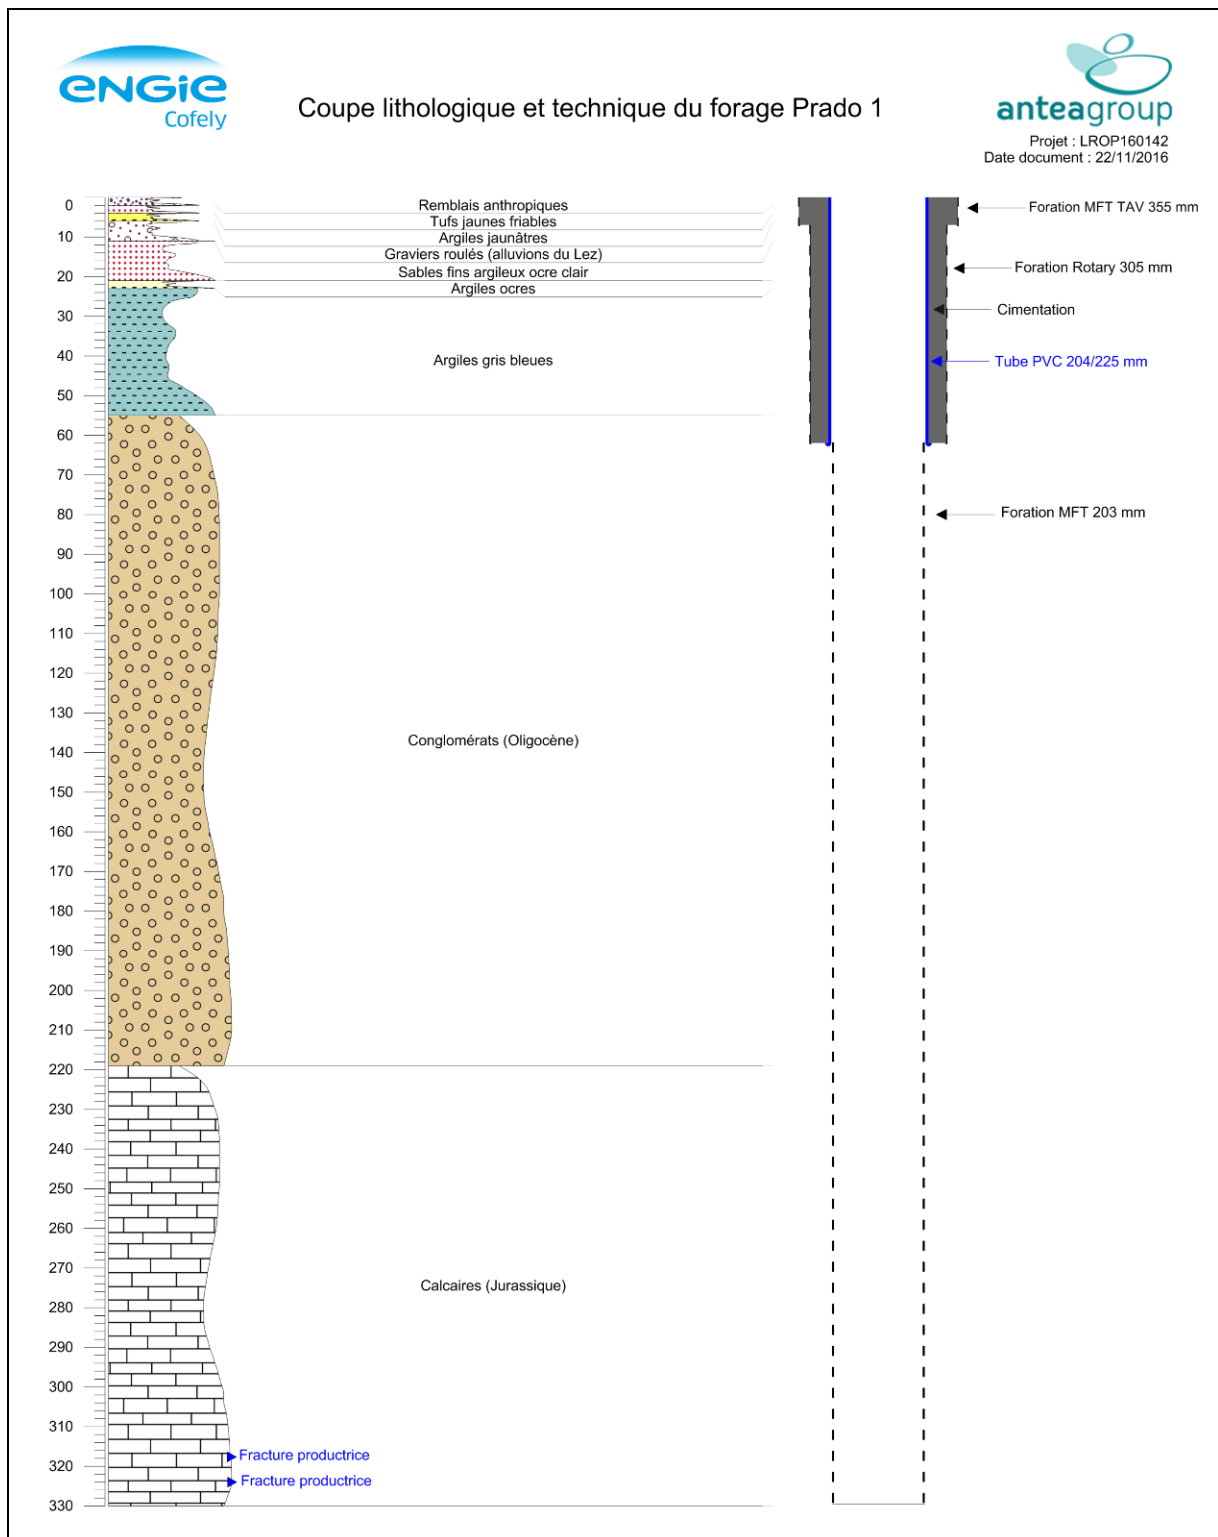 ENGIE
Cofely
Coupe lithologique et technique du forage Prado 1
anteagroup
Projet : LROP160142
Date document : 22/11/2016
0
10
20
30
40
50
60
70
80
90
100
110
120
130
140
150
160
170
180
190
200
210
220
230
240
250
260
270
280
290
300
310
320
330
Remblais anthropiques
Tufs jaunes friables
Argiles jaunâtres
Graviers roulés (alluvions du Lez)
Sables fins argileux ocre clair
Argiles ocres
Argiles gris bleues
Conglomérats (Oligocène)
Calcaires (Jurassique)
Fracture productrice
Fracture productrice
Foration MFT TAV 355 mm
Foration Rotary 305 mm
Cimentation
Tube PVC 204/225 mm
Foration MFT 203 mm